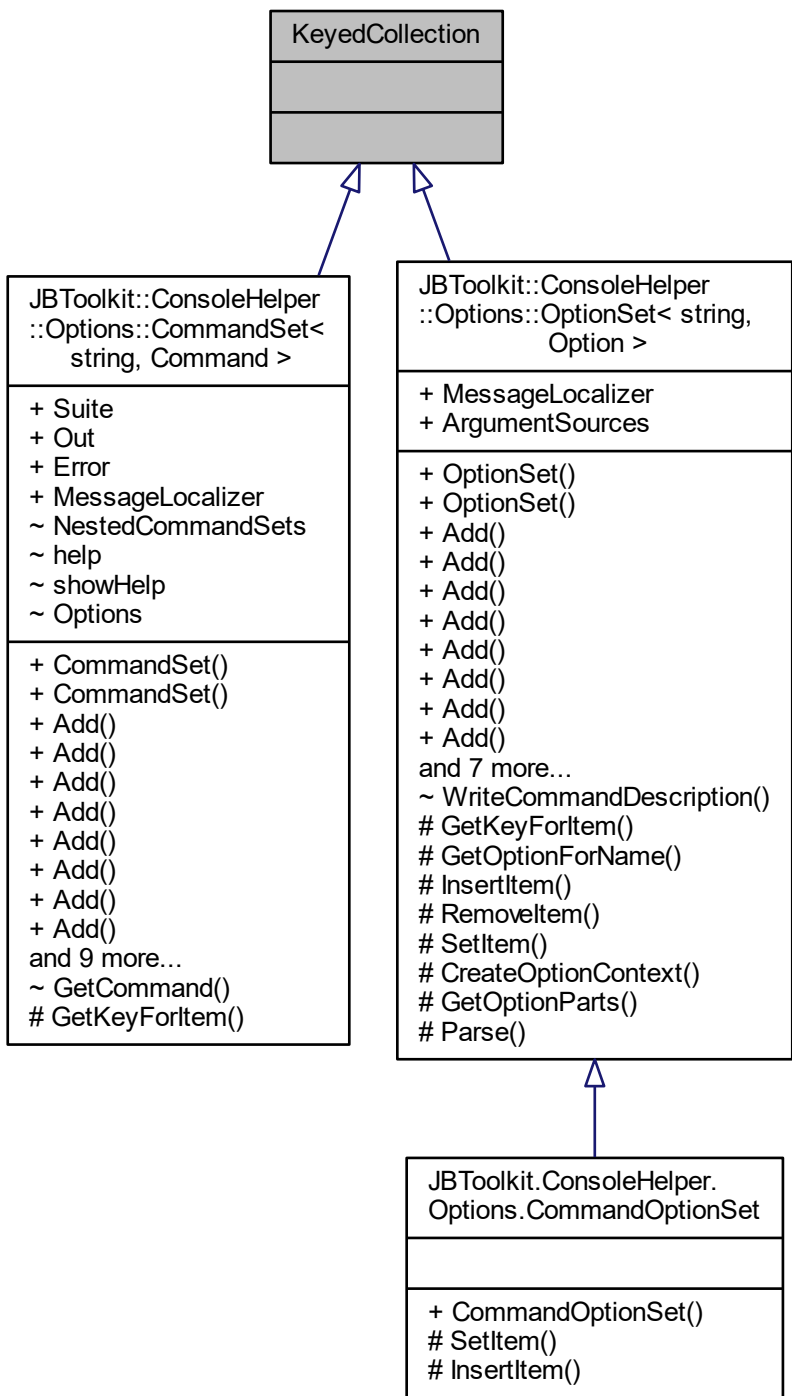 KeyedCollection
JBToolkit::ConsoleHelper
::Options::CommandSet<
string, Command >
+ Suite
+ Out
+ Error
+ MessageLocalizer
~ NestedCommandSets
~ help
~ showHelp
~ Options
+ CommandSet()
+ CommandSet()
+ Add()
+ Add()
+ Add()
+ Add()
+ Add()
+ Add()
+ Add()
+ Add()
and 9 more...
~ GetCommand()
# GetKeyForItem()
JBToolkit::ConsoleHelper
::Options::OptionSet< string,
Option >
+ MessageLocalizer
+ ArgumentSources
+ OptionSet()
+ OptionSet()
+ Add()
+ Add()
+ Add()
+ Add()
+ Add()
+ Add()
+ Add()
+ Add()
and 7 more...
~ WriteCommandDescription()
# GetKeyForItem()
# GetOptionForName()
# InsertItem()
# RemoveItem()
# SetItem()
# CreateOptionContext()
# GetOptionParts()
# Parse()
JBToolkit.ConsoleHelper.
Options.CommandOptionSet
+ CommandOptionSet()
# SetItem()
# InsertItem()